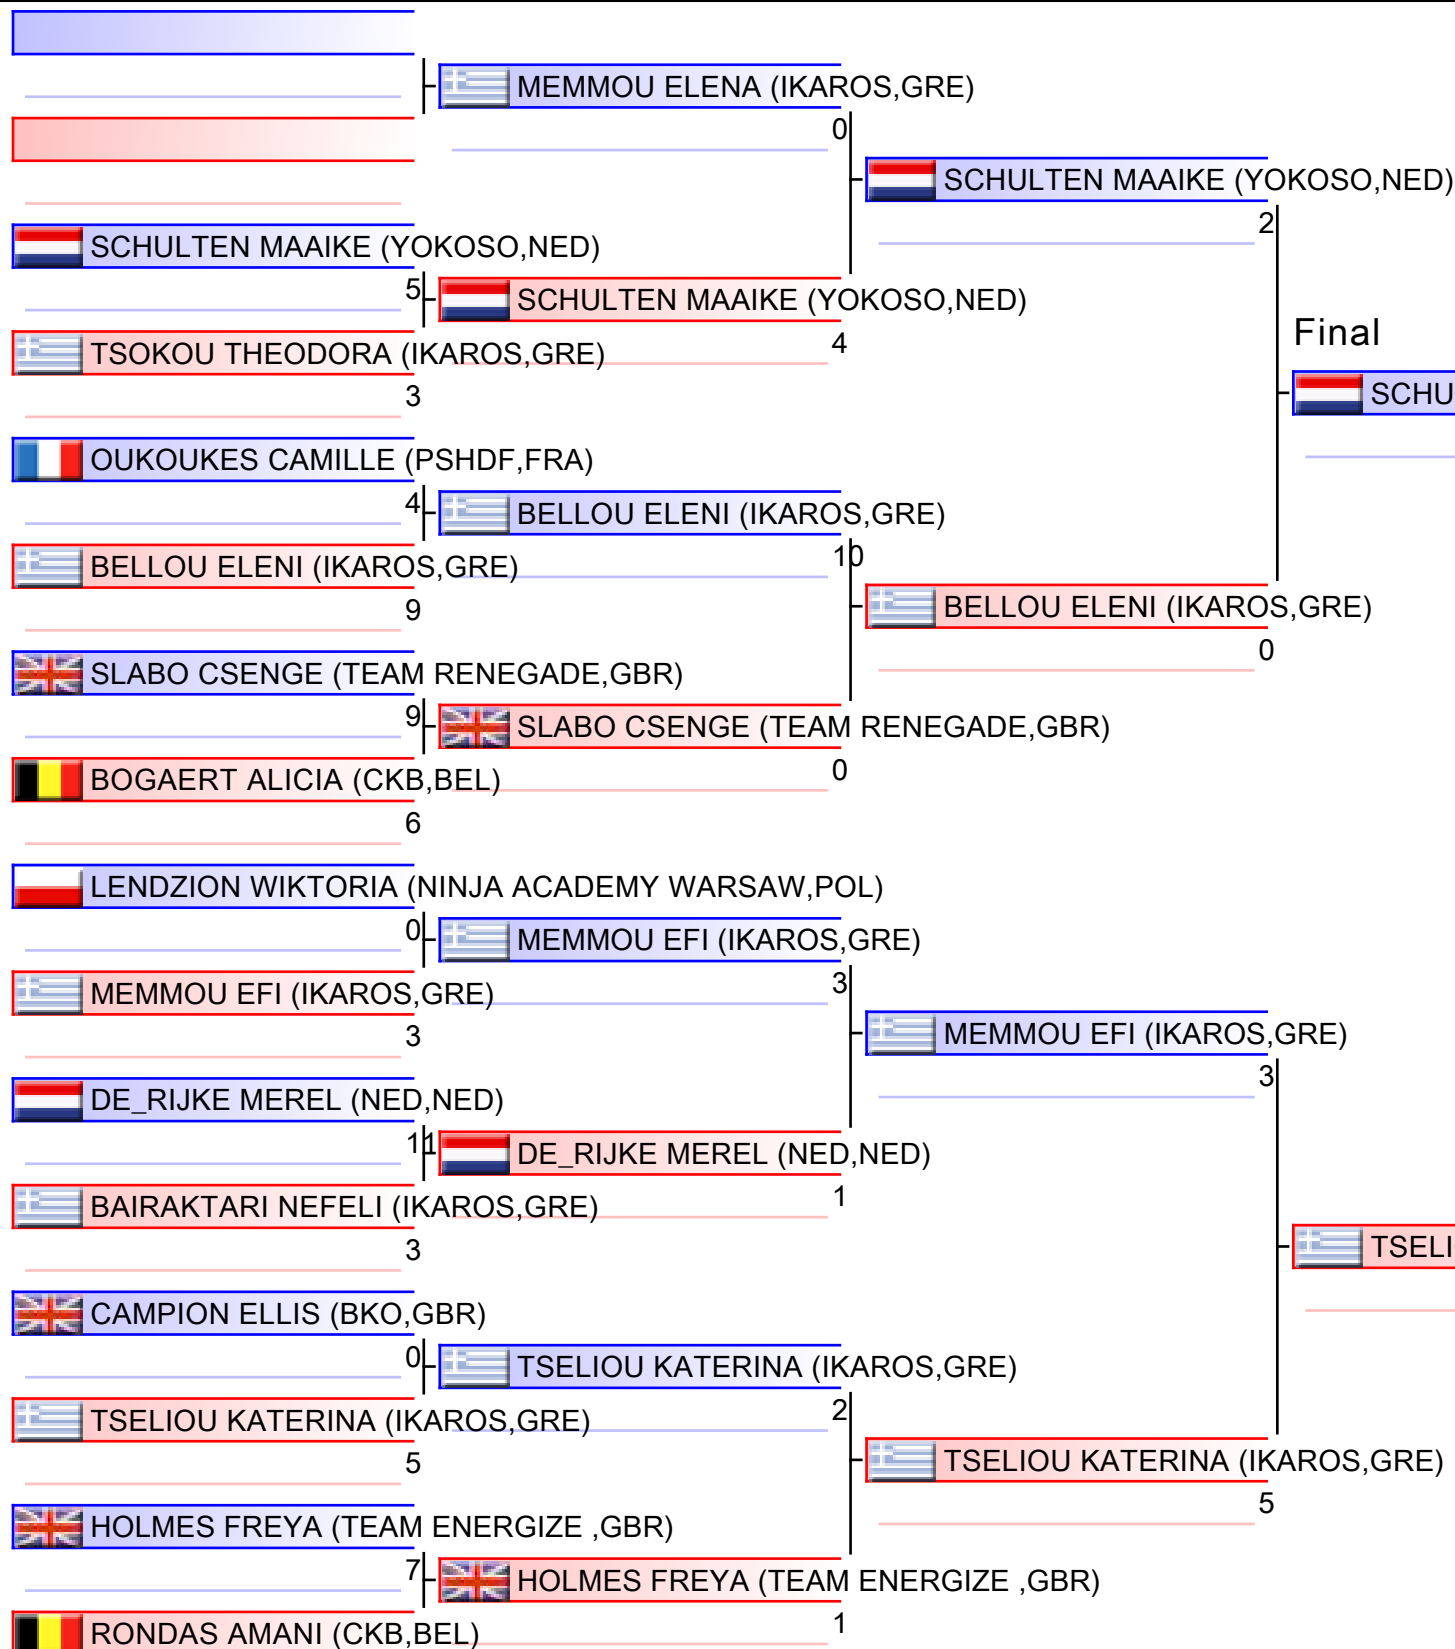 MEMMOU ELENA (IKAROS,GRE)
0
SCHULTEN MAAIKE (YOKOSO,NED)
2
SCHULTEN MAAIKE (YOKOSO,NED)
5
SCHULTEN MAAIKE (YOKOSO,NED)
4
TSOKOU THEODORA (IKAROS,GRE)
3
Final
SCHU
OUKOUKES CAMILLE (PSHDF,FRA)
4
BELLOU ELENI (IKAROS,GRE)
10
BELLOU ELENI (IKAROS,GRE)
9
BELLOU ELENI (IKAROS,GRE)
0
SLABO CSENGE (TEAM RENEGADE,GBR)
9
SLABO CSENGE (TEAM RENEGADE,GBR)
0
BOGAERT ALICIA (CKB,BEL)
6
LENDZION WIKTORIA (NINJA ACADEMY WARSAW,POL)
0
MEMMOU EFI (IKAROS,GRE)
3
MEMMOU EFI (IKAROS,GRE)
3
MEMMOU EFI (IKAROS,GRE)
3
DE_RIJKE MEREL (NED,NED)
11
DE_RIJKE MEREL (NED,NED)
1
BAIRAKTARI NEFELI (IKAROS,GRE)
3
TSELI
CAMPION ELLIS (BKO,GBR)
0
TSELIOU KATERINA (IKAROS,GRE)
2
TSELIOU KATERINA (IKAROS,GRE)
5
TSELIOU KATERINA (IKAROS,GRE)
5
HOLMES FREYA (TEAM ENERGIZE ,GBR)
7
HOLMES FREYA (TEAM ENERGIZE ,GBR)
1
RONDAS AMANI (CKB,BEL)